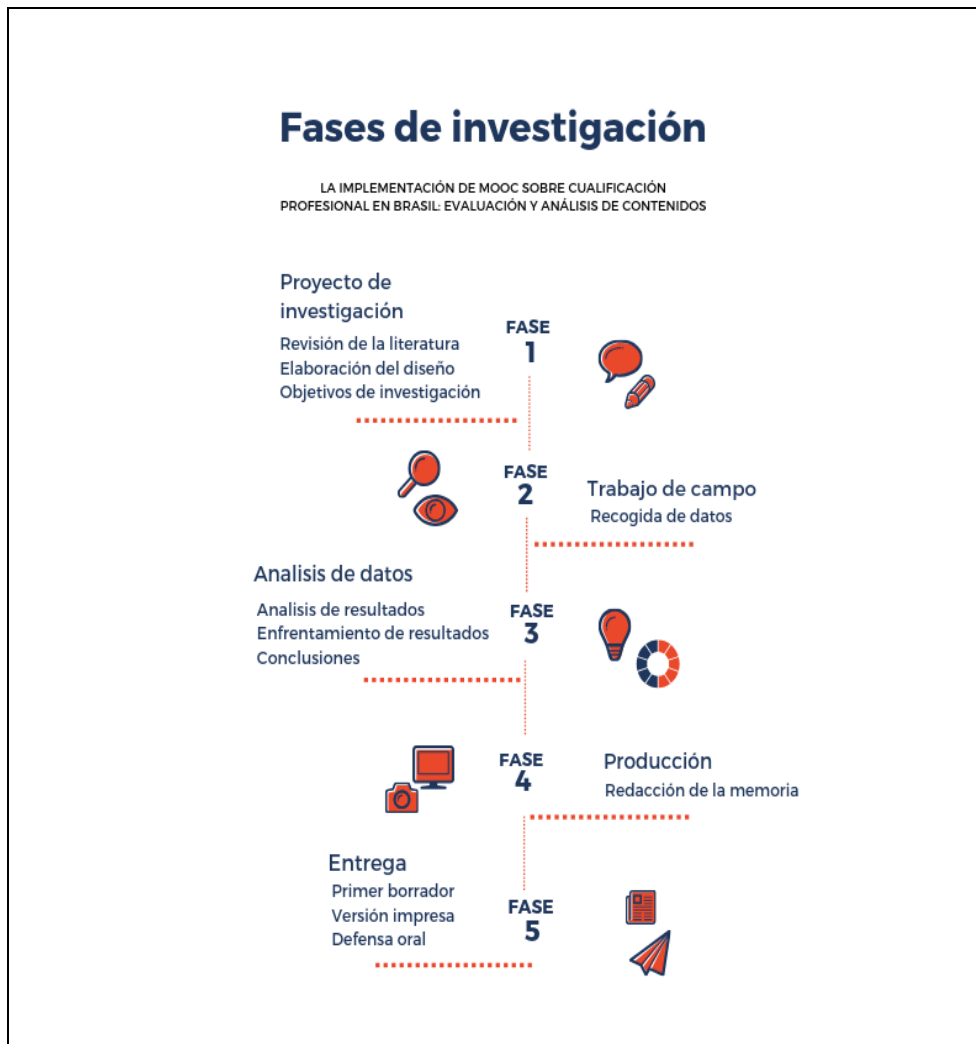 Fases de investigación
LA IMPLEMENTACIÓN DE MOOC SOBRE CUALIFICACIÓN
PROFESIONAL EN BRASIL: EVALUACIÓN Y ANÁLISIS DE CONTENIDOS
Proyecto de
investigación
Revisión de la literatura
Elaboración del diseño
Objetivos de investigación
FASE
1
FASE
2
Trabajo de campo
Recogida de datos
Analisis de datos
Analisis de resultados
Enfrentamiento de resultados
Conclusiones
FASE
3
FASE
4
Producción
Redacción de la memoria
Entrega
Primer borrador
Versión impresa
Defensa oral
FASE
5